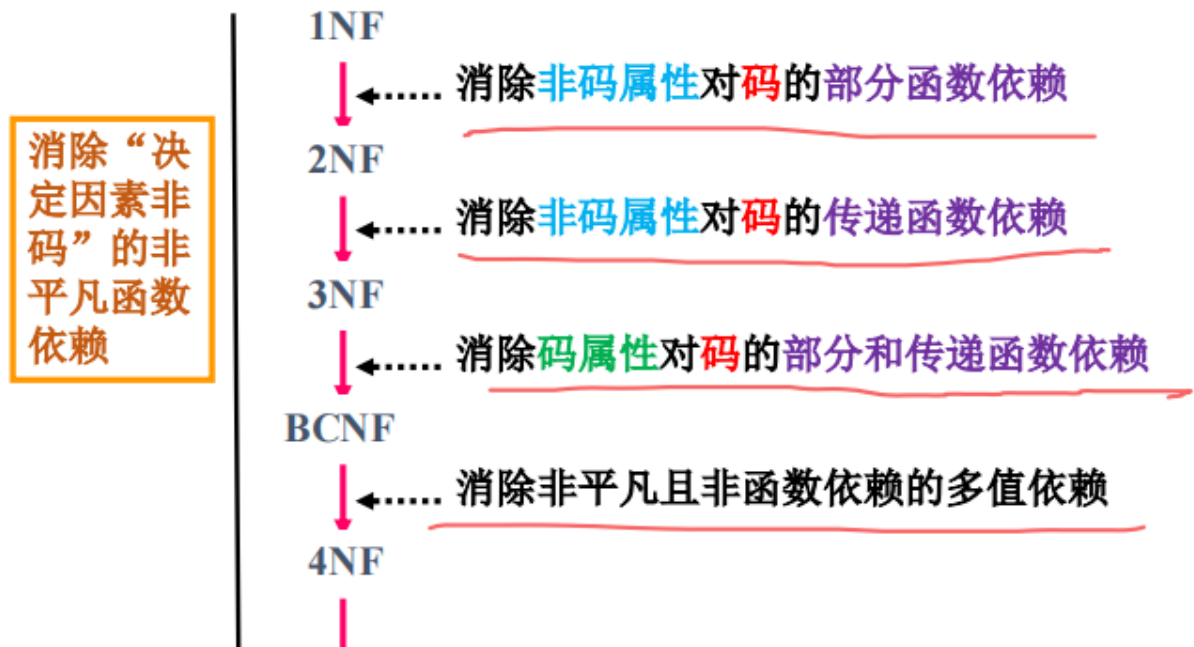 消除“决
定因素非
码”的非
平凡函数
依赖
1NF
消除非码属性对码的部分函数依赖
2NF
消除非码属性对码的传递函数依赖
3NF
消除码属性对码的部分和传递函数依赖
BCNF
消除非平凡且非函数依赖的多值依赖
4NF